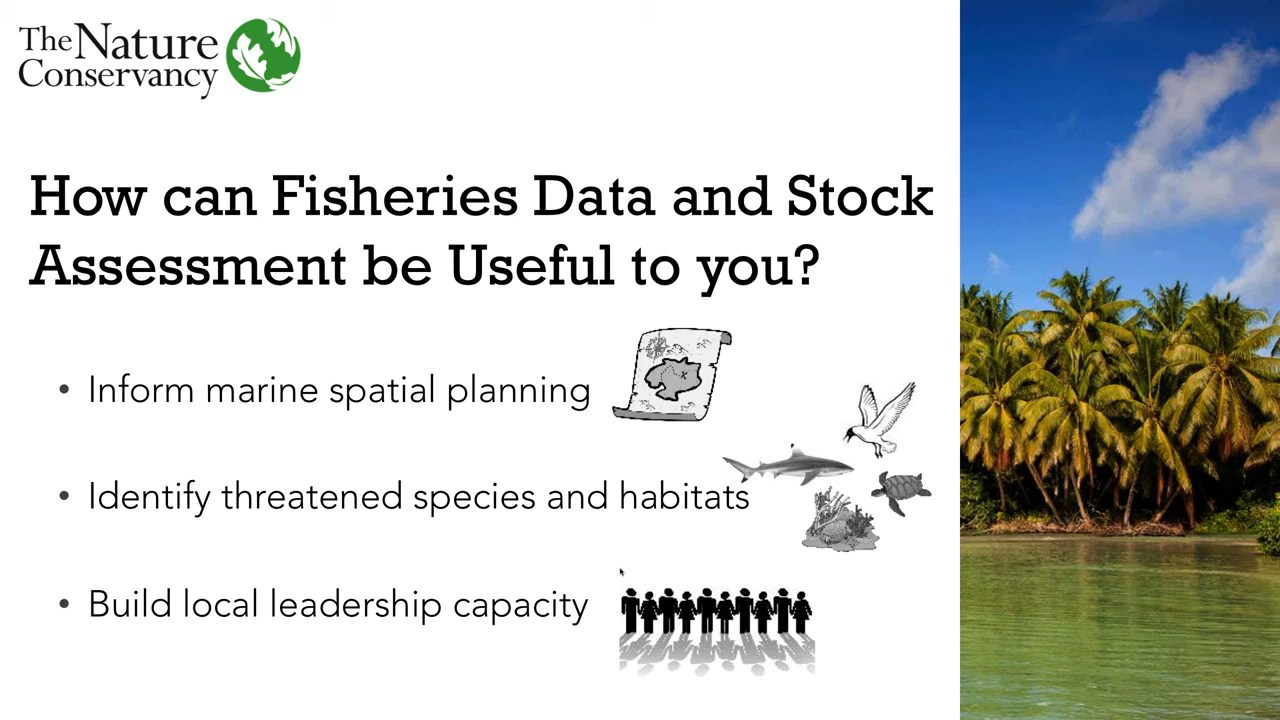 The Nature
Conservancy
How can Fisheries Data and Stock
Assessment be Useful to you?
• Inform marine spatial planning
• Identify threatened species and habitats
• Build local leadership capacity